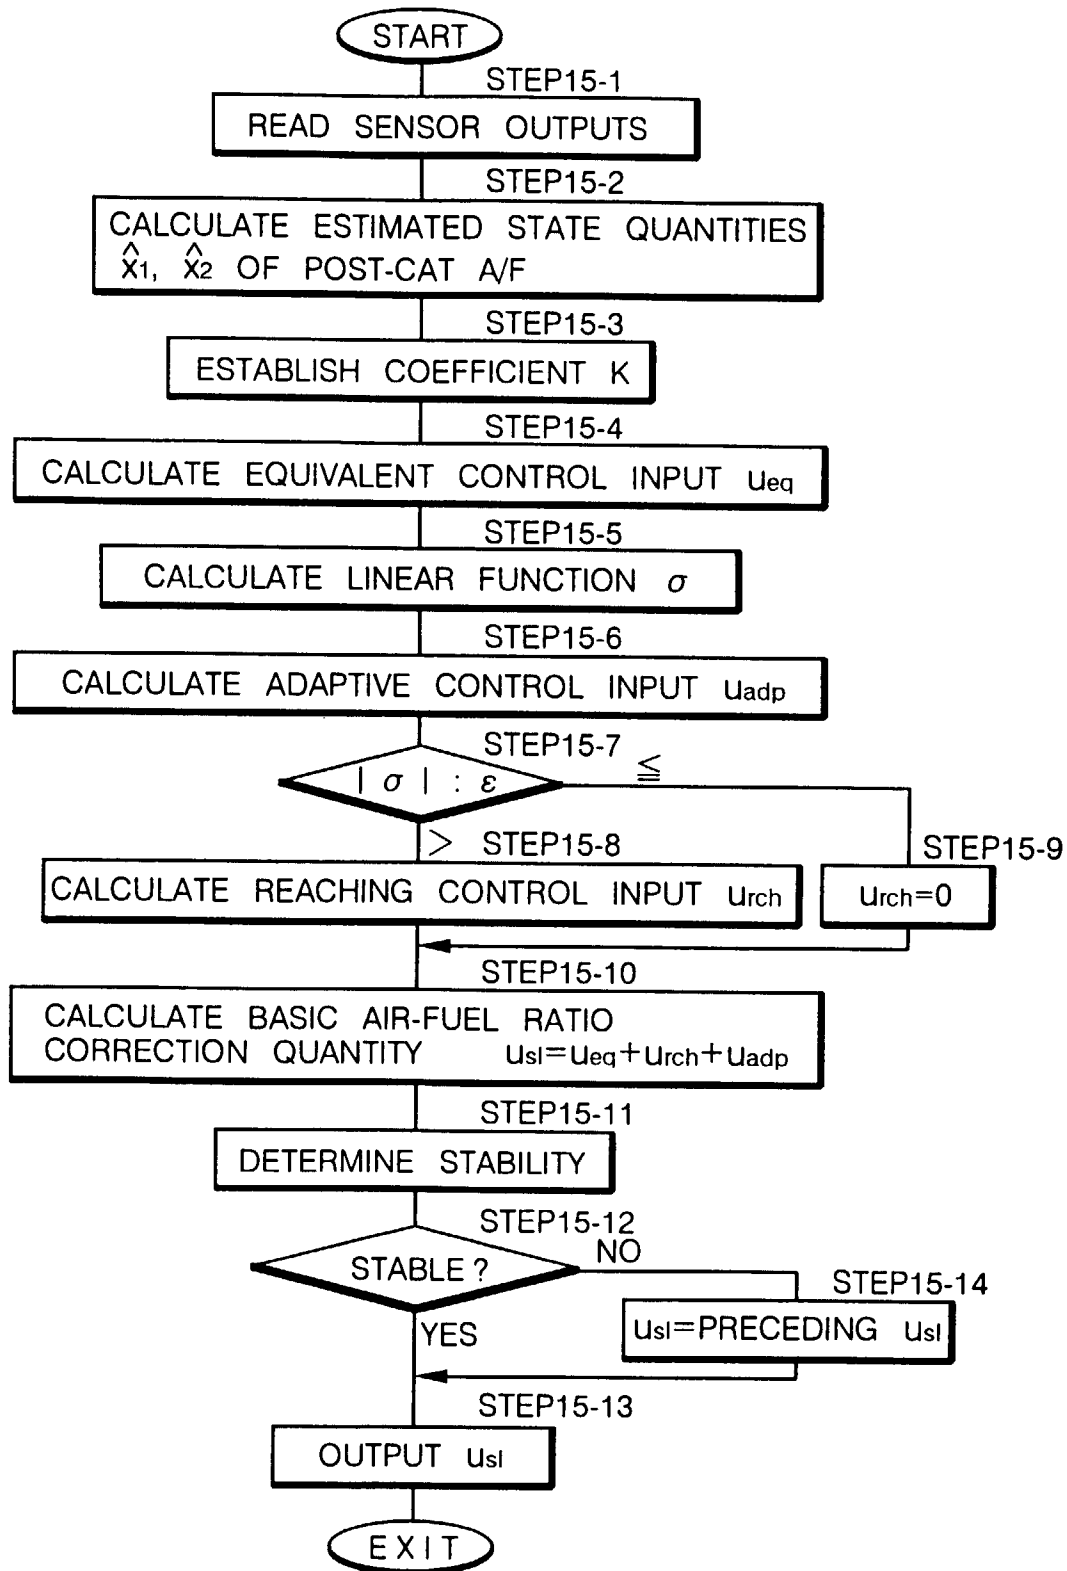 START
STEP15-1
READ SENSOR OUTPUTS
STEP15-2
CALCULATE ESTIMATED STATE QUANTITIES
x̂1, x̂2 OF POST-CAT A/F
STEP15-3
ESTABLISH COEFFICIENT K
STEP15-4
CALCULATE EQUIVALENT CONTROL INPUT ueq
STEP15-5
CALCULATE LINEAR FUNCTION σ
STEP15-6
CALCULATE ADAPTIVE CONTROL INPUT uadp
STEP15-7
| σ | : ε
≦
> STEP15-8
STEP15-9
CALCULATE REACHING CONTROL INPUT urch
urch=0
STEP15-10
CALCULATE BASIC AIR-FUEL RATIO
CORRECTION QUANTITY usl=ueq+urch+uadp
STEP15-11
DETERMINE STABILITY
STEP15-12
STABLE?
NO
STEP15-14
usl=PRECEDING usl
YES
STEP15-13
OUTPUT usl
EXIT